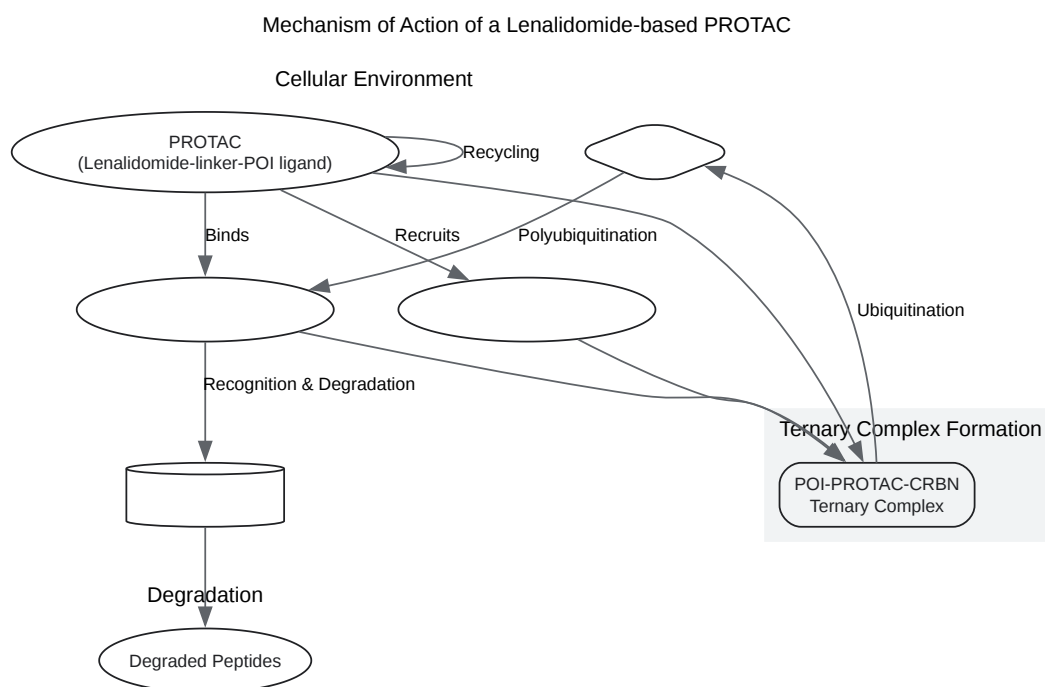 Mechanism of Action of a Lenalidomide-based PROTAC
Cellular Environment
PROTAC
(Lenalidomide-linker-POI ligand)
Recycling
Binds
Recruits
Polyubiquitination
Ubiquitination
Recognition & Degradation
Ternary Complex Formation
POI-PROTAC-CRBN
Ternary Complex
Degradation
Degraded Peptides